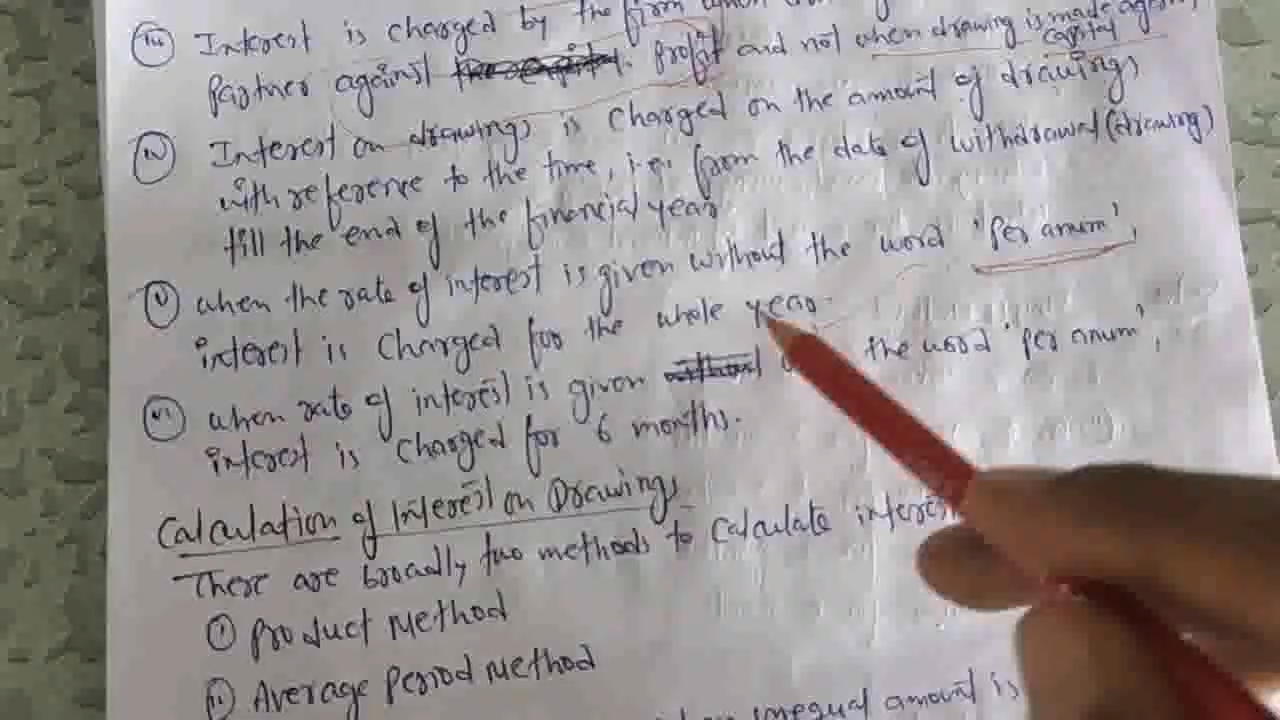 (iii) Interest is charged by the firm when
Partner against profit and not when drawing is made against
capital
(iv) Interest on drawings is charged on the amount of drawings
with reference to the time, i.e. from the date of withdrawal (drawing)
till the end of the financial year
(v) when the rate of interest is given without the word 'per anum',
interest is charged for the whole year.
(vi) when rate of interest is given the word 'per anum',
interest is charged for 6 months.
Calculation of Interest on Drawings
There are broadly two methods to calculate interest
(i) Product Method
(ii) Average Period Method
unequal amount is